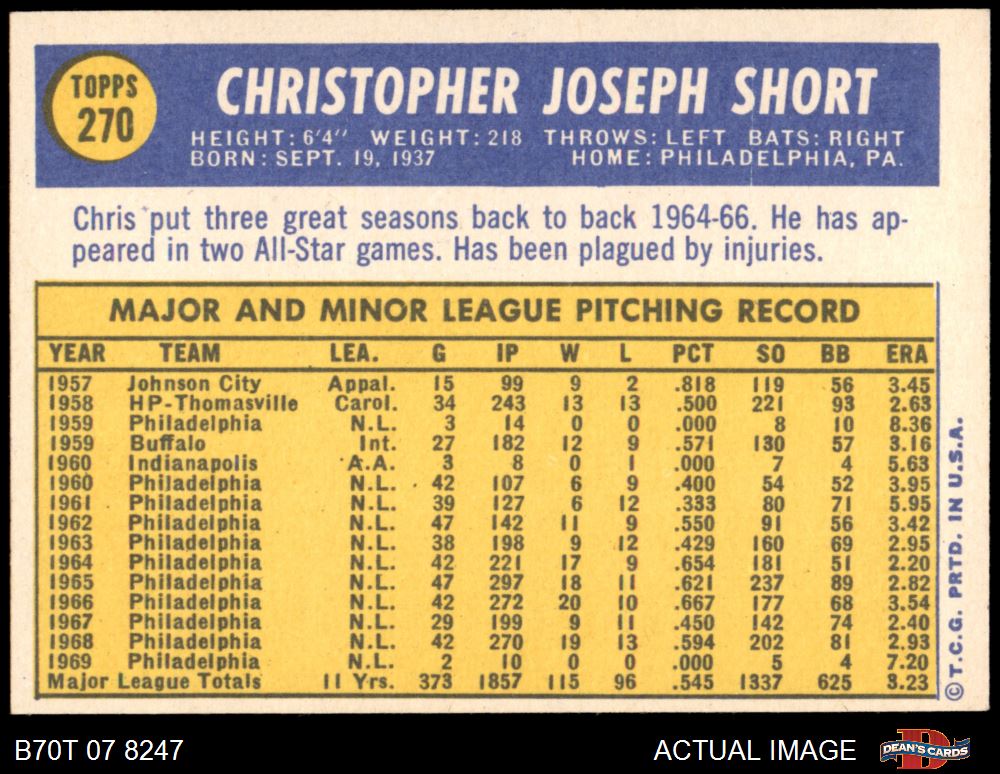 TOPPS
270
CHRISTOPHER JOSEPH SHORT
HEIGHT: 6'4" WEIGHT: 218 THROWS: LEFT BATS: RIGHT
BORN: SEPT. 19, 1937 HOME: PHILADELPHIA, PA.
Chris put three great seasons back to back 1964-66. He has ap-
peared in two All-Star games. Has been plagued by injuries.
MAJOR AND MINOR LEAGUE PITCHING RECORD
YEAR TEAM LEA. G IP W L PCT SO BB ERA
1957 Johnson City Appal. 15 99 9 2 .818 119 56 3.45
1958 HP-Thomasville Carol. 34 243 13 13 .500 221 93 2.63
1959 Philadelphia N.L. 3 14 0 0 .000 8 10 8.36
1959 Buffalo Int. 27 182 12 9 .571 130 57 3.16
1960 Indianapolis A.A. 3 8 0 1 .000 7 4 5.63
1960 Philadelphia N.L. 42 107 6 9 .400 54 52 3.95
1961 Philadelphia N.L. 39 127 6 12 .333 80 71 5.95
1962 Philadelphia N.L. 47 142 11 9 .550 91 56 3.42
1963 Philadelphia N.L. 38 198 9 12 .429 160 69 2.95
1964 Philadelphia N.L. 42 221 17 9 .654 181 51 2.20
1965 Philadelphia N.L. 47 297 18 11 .621 237 89 2.82
1966 Philadelphia N.L. 42 272 20 10 .667 177 68 3.54
1967 Philadelphia N.L. 29 199 9 11 .450 142 74 2.40
1968 Philadelphia N.L. 42 270 19 13 .594 202 81 2.93
1969 Philadelphia N.L. 2 10 0 0 .000 5 4 7.20
Major League Totals 11 Yrs. 373 1857 115 96 .545 1337 625 3.23
© T.C.G. PRTD. IN U.S.A.
B70T 07 8247 ACTUAL IMAGE
DEAN'S CARDS